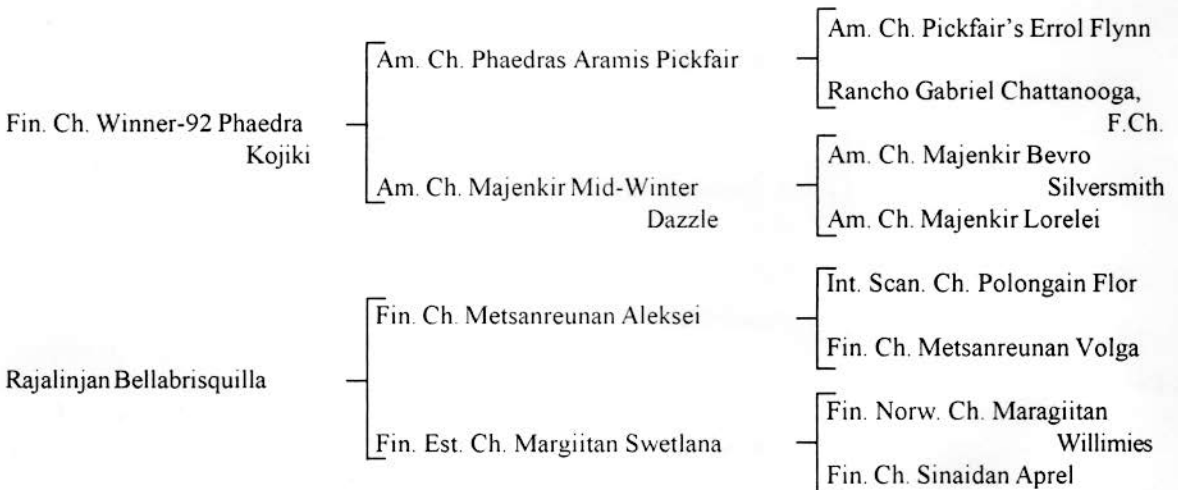 Fin. Ch. Winner-92 Phaedra
Kojiki
Am. Ch. Phaedras Aramis Pickfair
Am. Ch. Pickfair's Errol Flynn
Rancho Gabriel Chattanooga,
F.Ch.
Am. Ch. Majenkir Mid-Winter
Dazzle
Am. Ch. Majenkir Bevro
Silversmith
Am. Ch. Majenkir Lorelei
Rajalinjan Bellabrisquilla
Fin. Ch. Metsanreunan Aleksei
Int. Scan. Ch. Polongain Flor
Fin. Ch. Metsanreunan Volga
Fin. Est. Ch. Margiitan Swetlana
Fin. Norw. Ch. Maragiitan
Willimies
Fin. Ch. Sinaidan Aprel